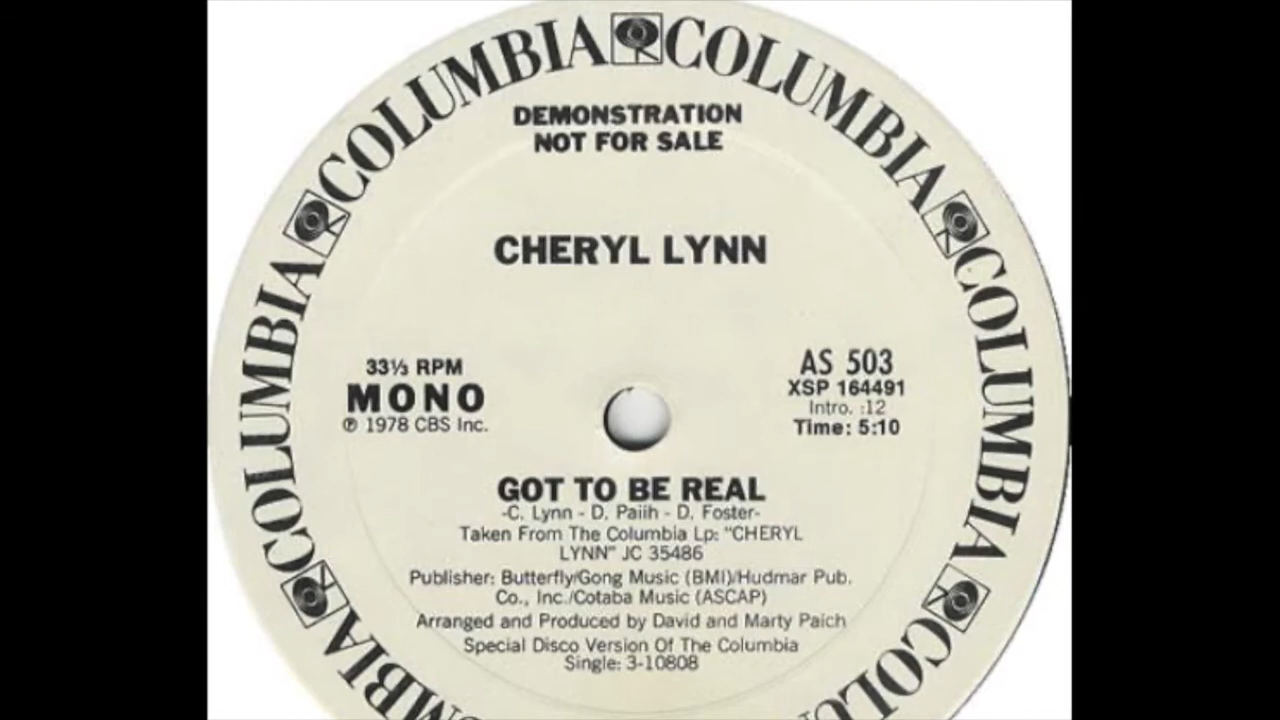 COLUMBIA COLUMBIA COLUMBIA COLUMBIA COLUMBIA COLUMBIA
DEMONSTRATION
NOT FOR SALE
CHERYL LYNN
33⅓ RPM
MONO
℗ 1978 CBS Inc.
AS 503
XSP 164491
Intro. :12
Time: 5:10
GOT TO BE REAL
-C. Lynn - D. Paiih - D. Foster-
Taken From The Columbia Lp: "CHERYL
LYNN" JC 35486
Publisher: Butterfly/Gong Music (BMI)/Hudmar Pub.
Co., Inc./Cotaba Music (ASCAP)
Arranged and Produced by David and Marty Paich
Special Disco Version Of The Columbia
Single: 3-10808